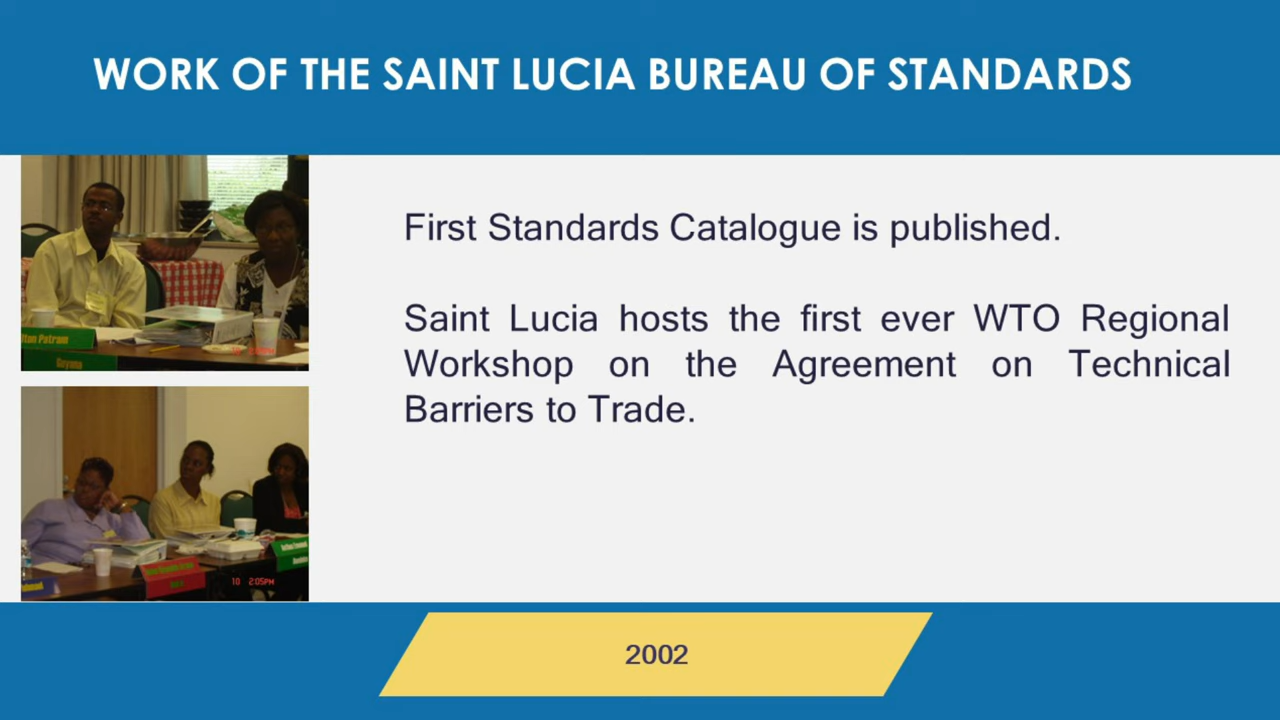 WORK OF THE SAINT LUCIA BUREAU OF STANDARDS
First Standards Catalogue is published.
Saint Lucia hosts the first ever WTO Regional
Workshop on the Agreement on Technical
Barriers to Trade.
Patram
Guyana
10 2:05PM
2002